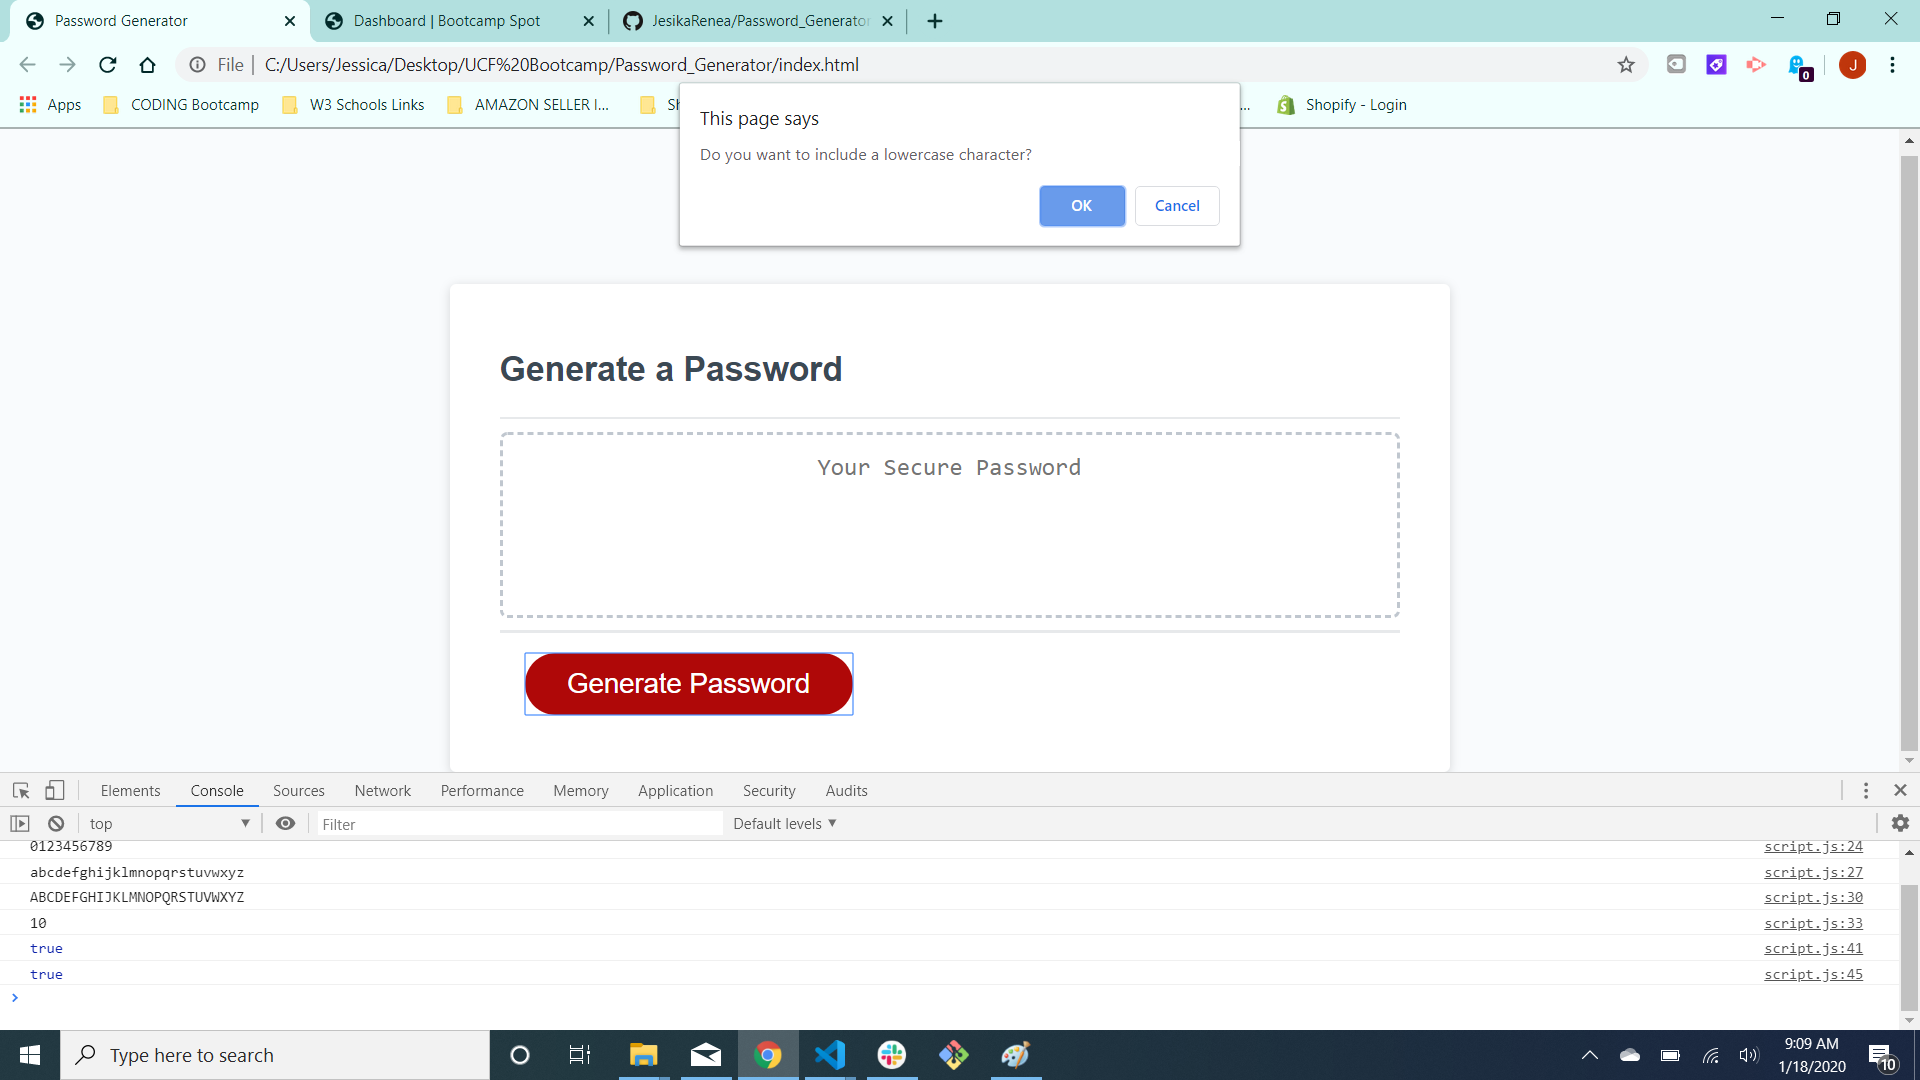 Password Generator
Dashboard | Bootcamp Spot
JesikaRenea/Password_Generator
File | C:/Users/Jessica/Desktop/UCF%20Bootcamp/Password_Generator/index.html
J
0
Apps
CODING Bootcamp
W3 Schools Links
AMAZON SELLER I...
Sh
...
Shopify - Login
This page says
Do you want to include a lowercase character?
OK
Cancel
Generate a Password
Your Secure Password
Generate Password
Elements
Console
Sources
Network
Performance
Memory
Application
Security
Audits
top
Filter
Default levels
0123456789 script.js:24
abcdefghijklmnopqrstuvwxyz script.js:27
ABCDEFGHIJKLMNOPQRSTUVWXYZ script.js:30
10 script.js:33
true script.js:41
true script.js:45
Type here to search
9:09 AM
1/18/2020
10